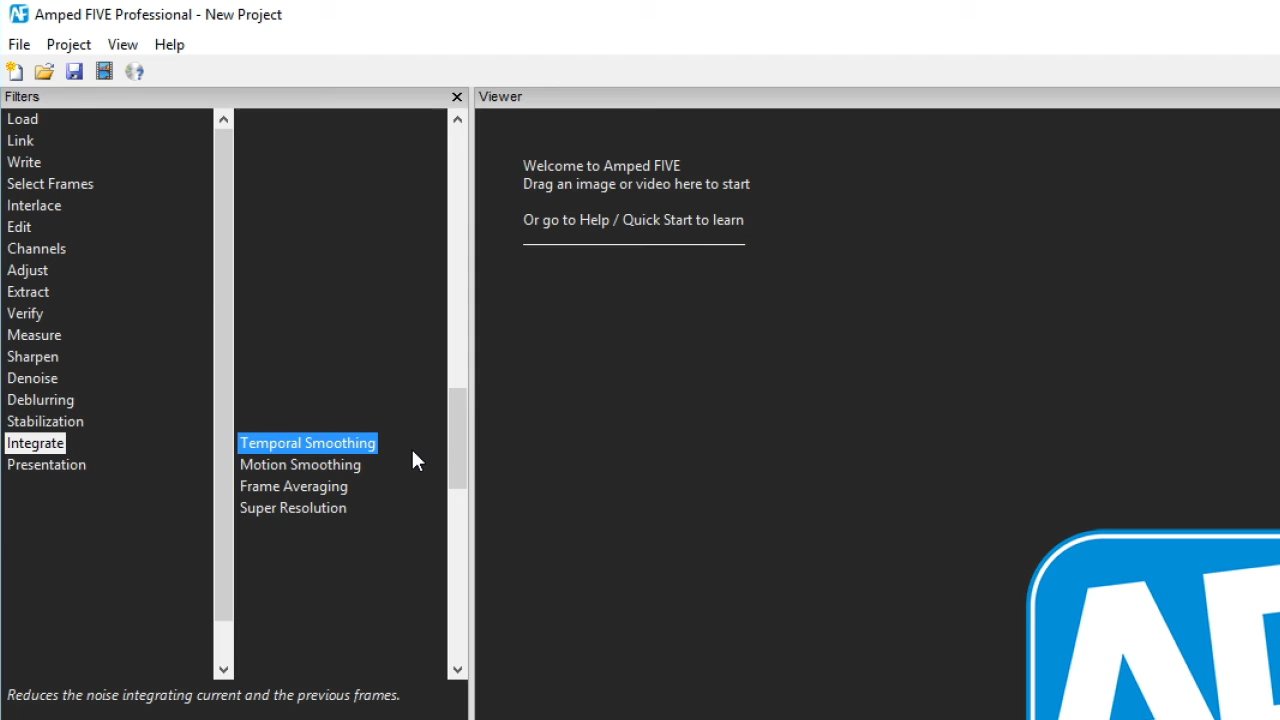 Amped FIVE Professional - New Project
File Project View Help
Filters
Load
Link
Write
Select Frames
Interlace
Edit
Channels
Adjust
Extract
Verify
Measure
Sharpen
Denoise
Deblurring
Stabilization
Integrate
Presentation
Temporal Smoothing
Motion Smoothing
Frame Averaging
Super Resolution
Reduces the noise integrating current and the previous frames.
Viewer
Welcome to Amped FIVE
Drag an image or video here to start
Or go to Help / Quick Start to learn